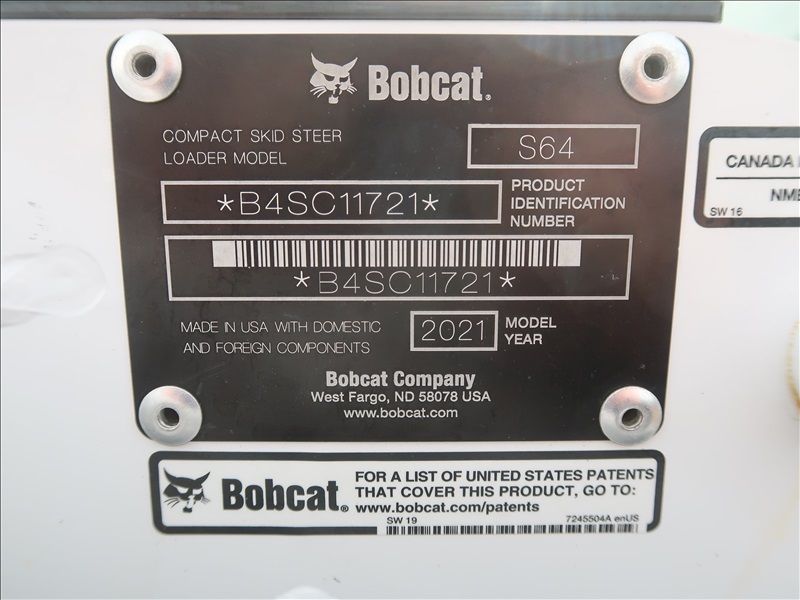 Bobcat.
COMPACT SKID STEER
LOADER MODEL
S64
*B4SC11721*
PRODUCT
IDENTIFICATION
NUMBER
*B4SC11721*
MADE IN USA WITH DOMESTIC
AND FOREIGN COMPONENTS
2021
MODEL
YEAR
Bobcat Company
West Fargo, ND 58078 USA
www.bobcat.com
CANADA
SW 16
Bobcat.
FOR A LIST OF UNITED STATES PATENTS
THAT COVER THIS PRODUCT, GO TO:
www.bobcat.com/patents
SW 19
7245504A enUS